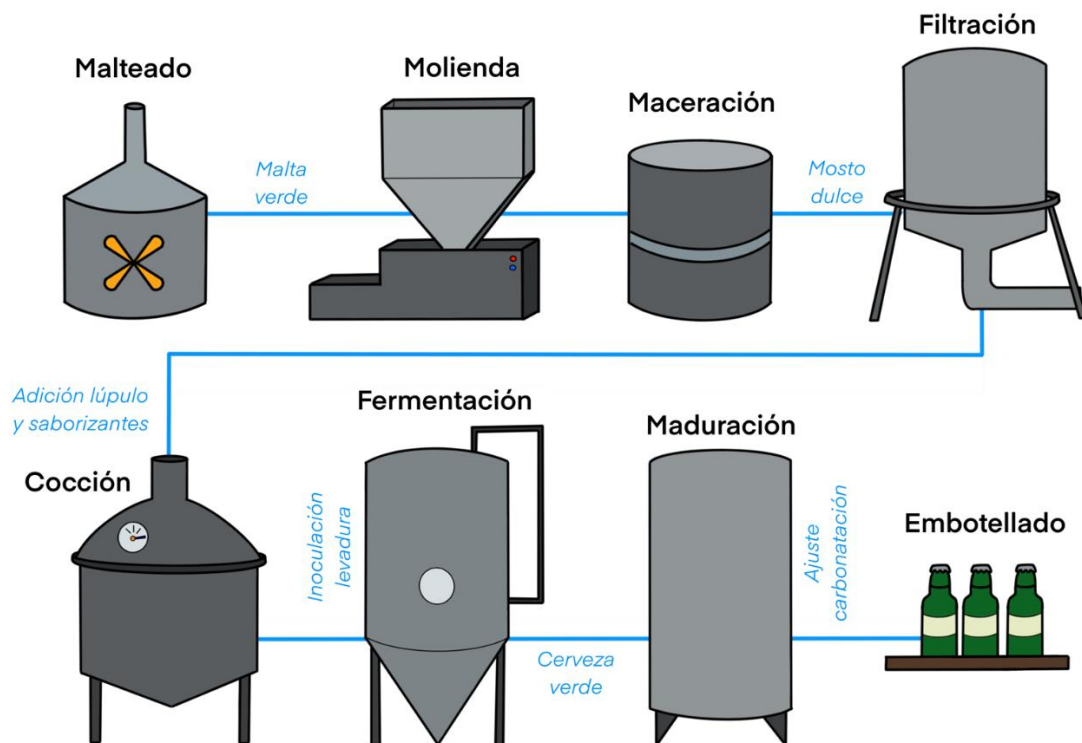 Malteado
Malta
verde
Molienda
Maceración
Mosto
dulce
Filtración
Adición lúpulo
y saborizantes
Cocción
Inoculación
levadura
Fermentación
Cerveza
verde
Maduración
Ajuste
carbonatación
Embotellado